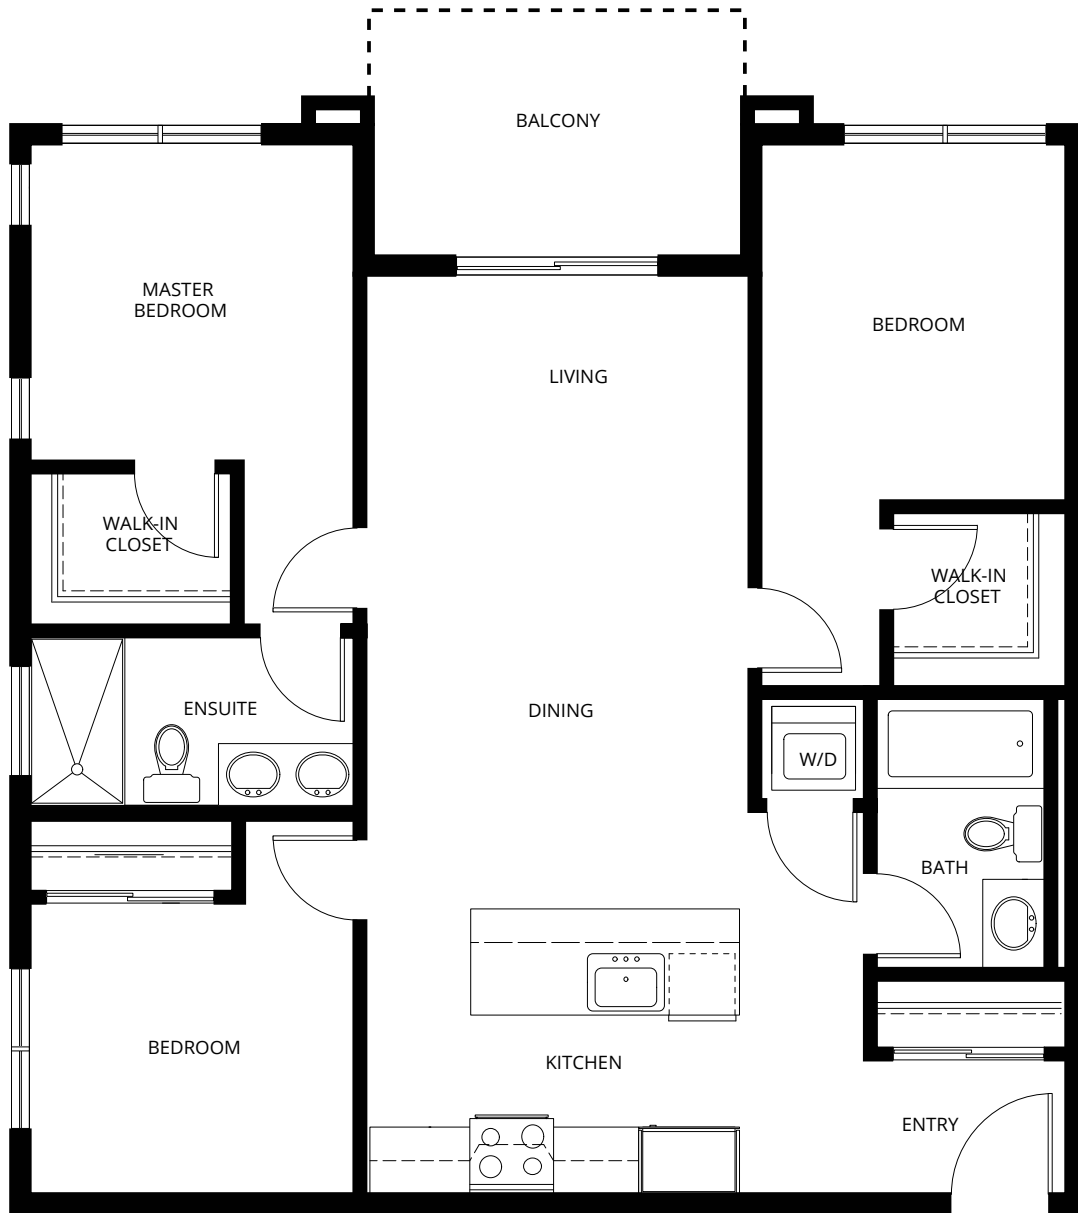 BALCONY
MASTER
BEDROOM
BEDROOM
LIVING
WALK-IN
CLOSET
WALK-IN
CLOSET
ENSUITE
DINING
W/D
BATH
BEDROOM
KITCHEN
ENTRY